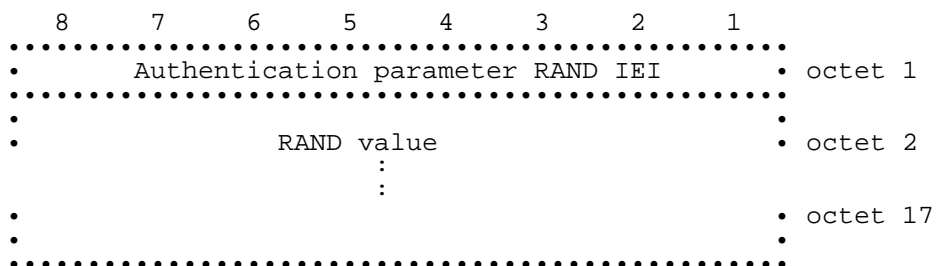 8 7 6 5 4 3 2 1
Authentication parameter RAND IEI octet 1
RAND value octet 2
:
:
octet 17